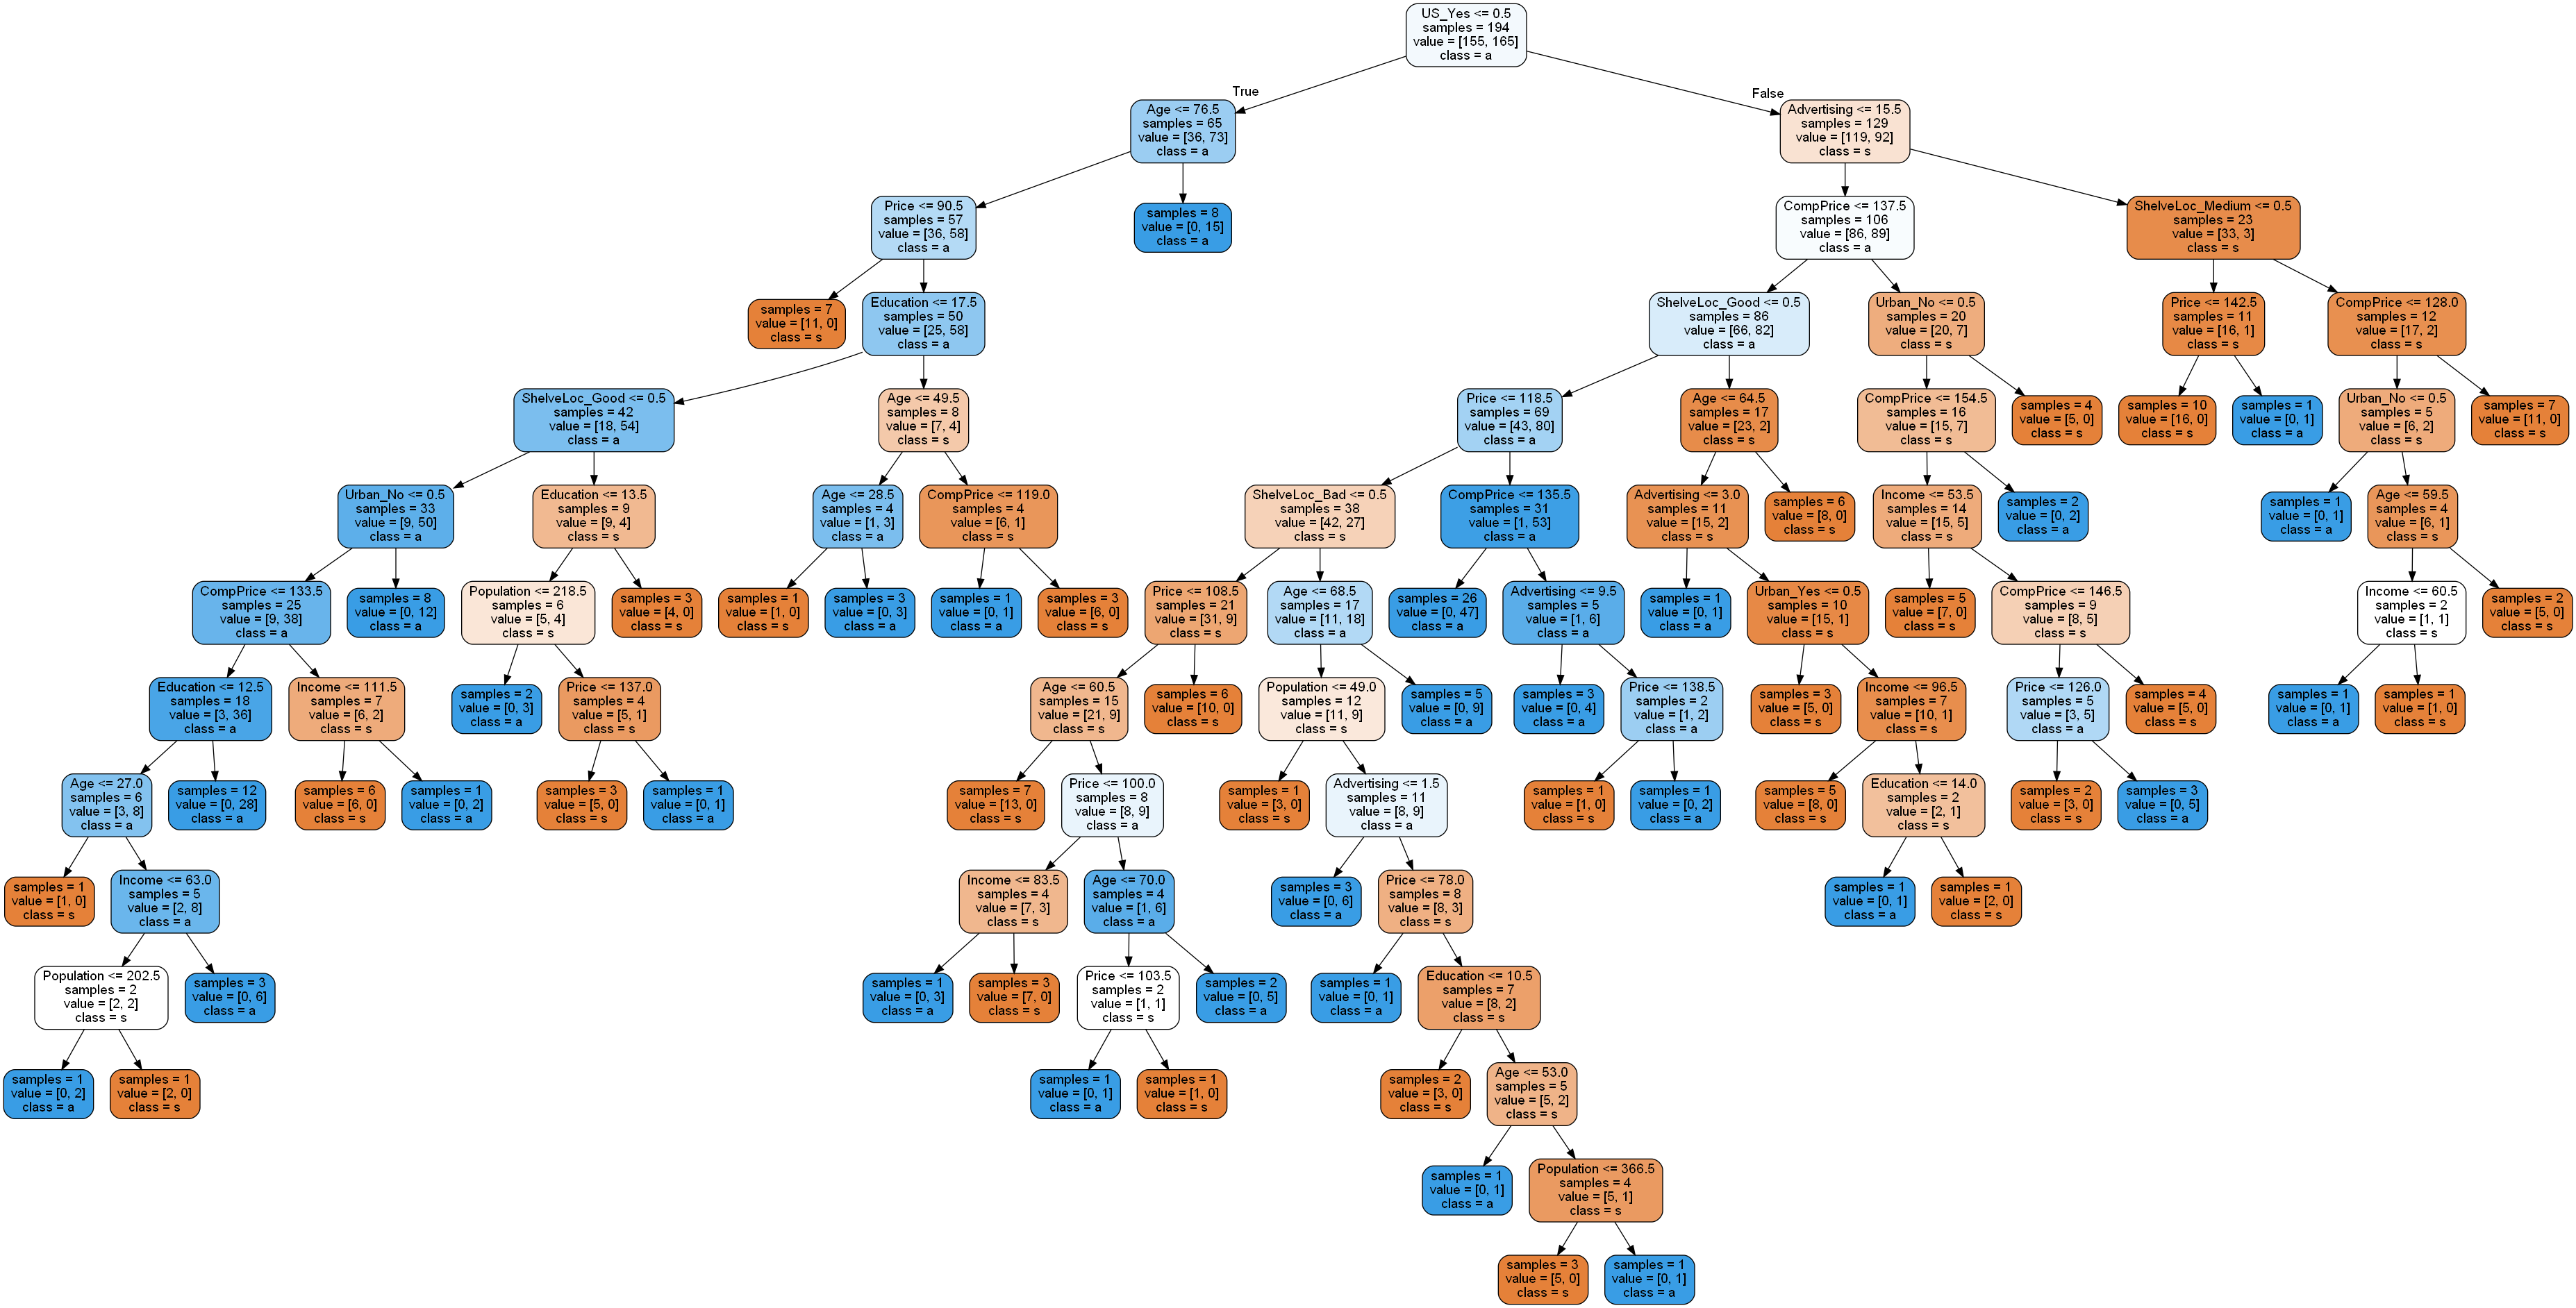 US_Yes <= 0.5
samples = 194
value = [155, 165]
class = a
True
False
Age <= 76.5
samples = 65
value = [36, 73]
class = a
Advertising <= 15.5
samples = 129
value = [119, 92]
class = s
Price <= 90.5
samples = 57
value = [36, 58]
class = a
samples = 8
value = [0, 15]
class = a
CompPrice <= 137.5
samples = 106
value = [86, 89]
class = a
ShelveLoc_Medium <= 0.5
samples = 23
value = [33, 3]
class = s
samples = 7
value = [11, 0]
class = s
Education <= 17.5
samples = 50
value = [25, 58]
class = a
ShelveLoc_Good <= 0.5
samples = 86
value = [66, 82]
class = a
Urban_No <= 0.5
samples = 20
value = [20, 7]
class = s
Price <= 142.5
samples = 11
value = [16, 1]
class = s
CompPrice <= 128.0
samples = 12
value = [17, 2]
class = s
ShelveLoc_Good <= 0.5
samples = 42
value = [18, 54]
class = a
Age <= 49.5
samples = 8
value = [7, 4]
class = s
Price <= 118.5
samples = 69
value = [43, 80]
class = a
Age <= 64.5
samples = 17
value = [23, 2]
class = s
CompPrice <= 154.5
samples = 16
value = [15, 7]
class = s
samples = 4
value = [5, 0]
class = s
samples = 10
value = [16, 0]
class = s
samples = 1
value = [0, 1]
class = a
Urban_No <= 0.5
samples = 5
value = [6, 2]
class = s
samples = 7
value = [11, 0]
class = s
Urban_No <= 0.5
samples = 33
value = [9, 50]
class = a
Education <= 13.5
samples = 9
value = [9, 4]
class = s
Age <= 28.5
samples = 4
value = [1, 3]
class = a
CompPrice <= 119.0
samples = 4
value = [6, 1]
class = s
ShelveLoc_Bad <= 0.5
samples = 38
value = [42, 27]
class = s
CompPrice <= 135.5
samples = 31
value = [1, 53]
class = a
Advertising <= 3.0
samples = 11
value = [15, 2]
class = s
samples = 6
value = [8, 0]
class = s
Income <= 53.5
samples = 14
value = [15, 5]
class = s
samples = 2
value = [0, 2]
class = a
samples = 1
value = [0, 1]
class = a
Age <= 59.5
samples = 4
value = [6, 1]
class = s
CompPrice <= 133.5
samples = 25
value = [9, 38]
class = a
samples = 8
value = [0, 12]
class = a
Population <= 218.5
samples = 6
value = [5, 4]
class = s
samples = 3
value = [4, 0]
class = s
samples = 1
value = [1, 0]
class = s
samples = 3
value = [0, 3]
class = a
samples = 1
value = [0, 1]
class = a
samples = 3
value = [6, 0]
class = s
Price <= 108.5
samples = 21
value = [31, 9]
class = s
Age <= 68.5
samples = 17
value = [11, 18]
class = a
samples = 26
value = [0, 47]
class = a
Advertising <= 9.5
samples = 5
value = [1, 6]
class = a
samples = 1
value = [0, 1]
class = a
Urban_Yes <= 0.5
samples = 10
value = [15, 1]
class = s
samples = 5
value = [7, 0]
class = s
CompPrice <= 146.5
samples = 9
value = [8, 5]
class = s
Income <= 60.5
samples = 2
value = [1, 1]
class = s
samples = 2
value = [5, 0]
class = s
Education <= 12.5
samples = 18
value = [3, 36]
class = a
Income <= 111.5
samples = 7
value = [6, 2]
class = s
samples = 2
value = [0, 3]
class = a
Price <= 137.0
samples = 4
value = [5, 1]
class = s
Age <= 60.5
samples = 15
value = [21, 9]
class = s
samples = 6
value = [10, 0]
class = s
Population <= 49.0
samples = 12
value = [11, 9]
class = s
samples = 5
value = [0, 9]
class = a
samples = 3
value = [0, 4]
class = a
Price <= 138.5
samples = 2
value = [1, 2]
class = a
samples = 3
value = [5, 0]
class = s
Income <= 96.5
samples = 7
value = [10, 1]
class = s
Price <= 126.0
samples = 5
value = [3, 5]
class = a
samples = 4
value = [5, 0]
class = s
samples = 1
value = [0, 1]
class = a
samples = 1
value = [1, 0]
class = s
Age <= 27.0
samples = 6
value = [3, 8]
class = a
samples = 12
value = [0, 28]
class = a
samples = 6
value = [6, 0]
class = s
samples = 1
value = [0, 2]
class = a
samples = 3
value = [5, 0]
class = s
samples = 1
value = [0, 1]
class = a
samples = 7
value = [13, 0]
class = s
Price <= 100.0
samples = 8
value = [8, 9]
class = a
samples = 1
value = [3, 0]
class = s
Advertising <= 1.5
samples = 11
value = [8, 9]
class = a
samples = 1
value = [1, 0]
class = s
samples = 1
value = [0, 2]
class = a
samples = 5
value = [8, 0]
class = s
Education <= 14.0
samples = 2
value = [2, 1]
class = s
samples = 2
value = [3, 0]
class = s
samples = 3
value = [0, 5]
class = a
samples = 1
value = [1, 0]
class = s
Income <= 63.0
samples = 5
value = [2, 8]
class = a
Income <= 83.5
samples = 4
value = [7, 3]
class = s
Age <= 70.0
samples = 4
value = [1, 6]
class = a
samples = 3
value = [0, 6]
class = a
Price <= 78.0
samples = 8
value = [8, 3]
class = s
samples = 1
value = [0, 1]
class = a
samples = 1
value = [2, 0]
class = s
Population <= 202.5
samples = 2
value = [2, 2]
class = s
samples = 3
value = [0, 6]
class = a
samples = 1
value = [0, 3]
class = a
samples = 3
value = [7, 0]
class = s
Price <= 103.5
samples = 2
value = [1, 1]
class = s
samples = 2
value = [0, 5]
class = a
samples = 1
value = [0, 1]
class = a
Education <= 10.5
samples = 7
value = [8, 2]
class = s
samples = 1
value = [0, 2]
class = a
samples = 1
value = [2, 0]
class = s
samples = 1
value = [0, 1]
class = a
samples = 1
value = [1, 0]
class = s
samples = 2
value = [3, 0]
class = s
Age <= 53.0
samples = 5
value = [5, 2]
class = s
samples = 1
value = [0, 1]
class = a
Population <= 366.5
samples = 4
value = [5, 1]
class = s
samples = 3
value = [5, 0]
class = s
samples = 1
value = [0, 1]
class = a